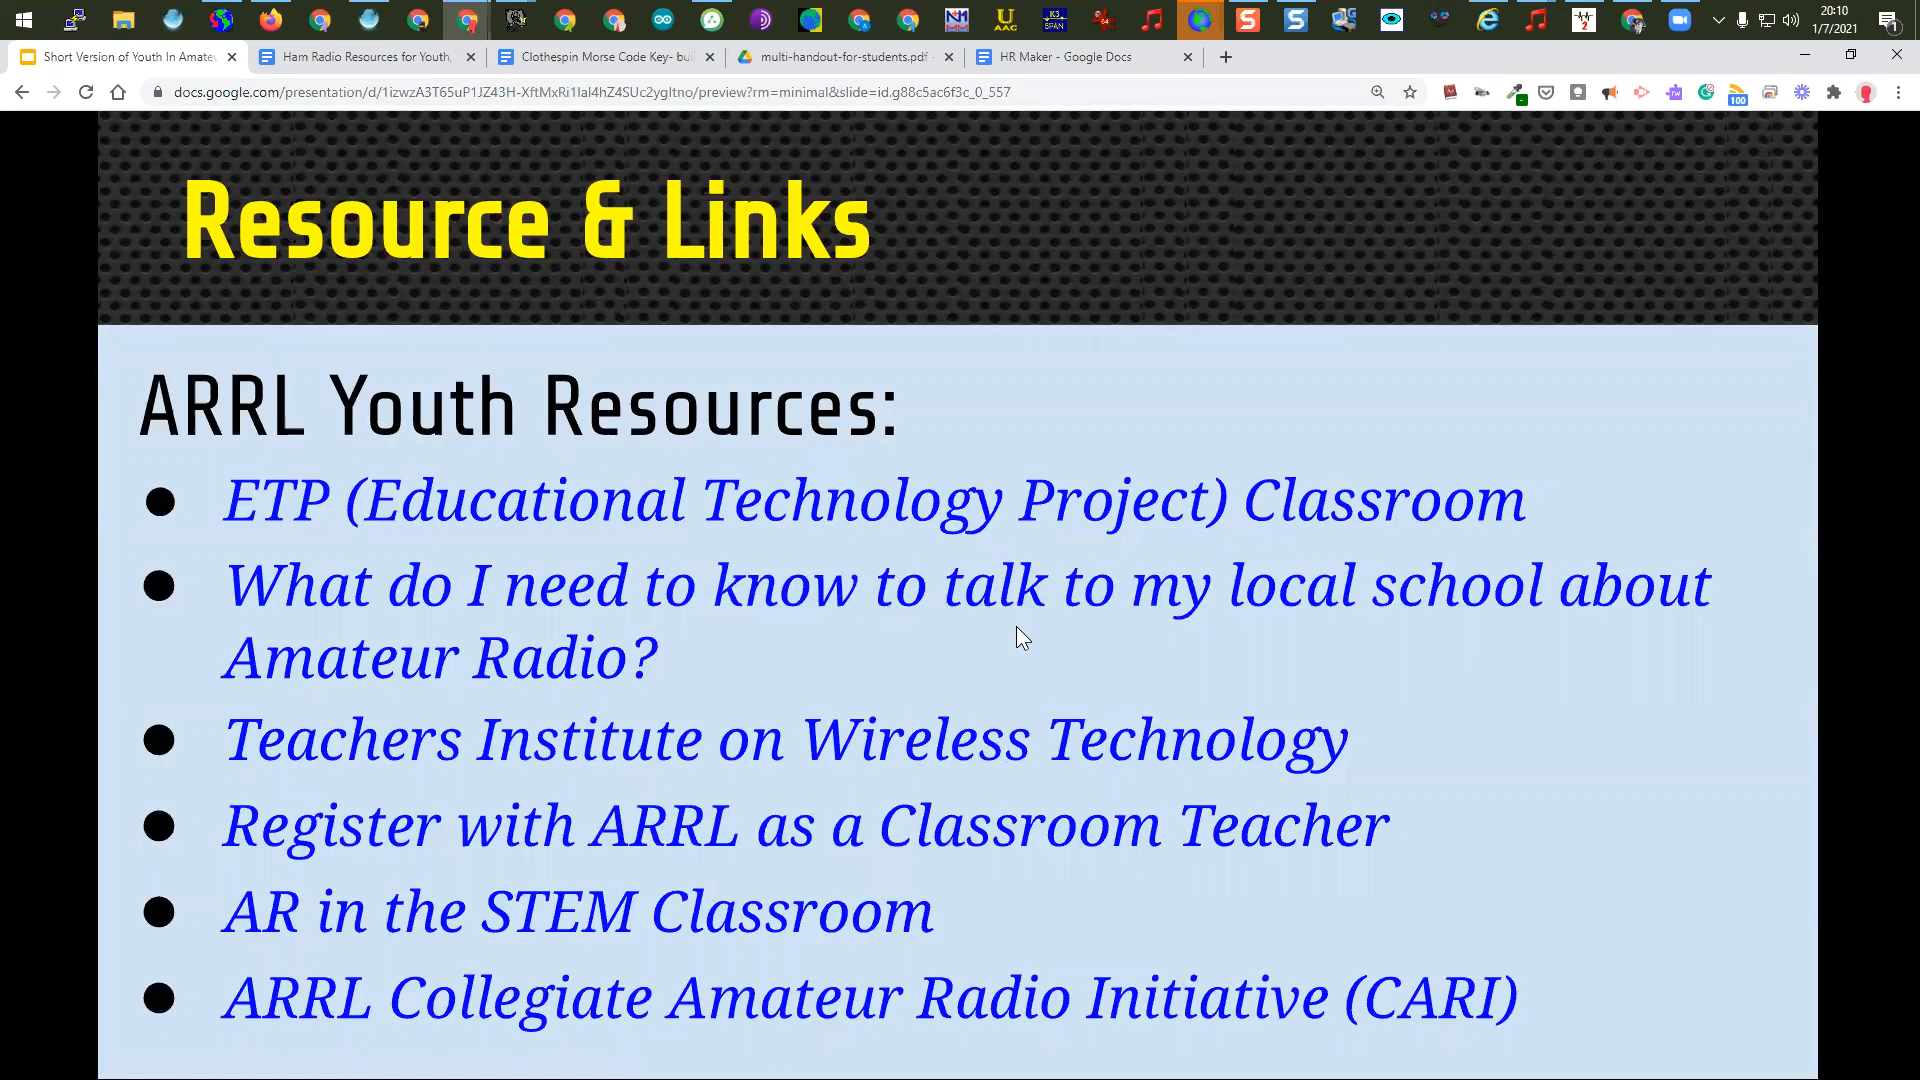 20:10
1/7/2021
Short Version of Youth In Amate
Ham Radio Resources for Youth,
Clothespin Morse Code Key- bui
multi-handout-for-students.pdf -
HR Maker - Google Docs
docs.google.com/presentation/d/1izwzA3T65uP1JZ43H-XftMxRi1lal4hZ4SUc2ygItno/preview?rm=minimal&slide=id.g88c5ac6f3c_0_557
100
Resource & Links
ARRL Youth Resources:
● ETP (Educational Technology Project) Classroom
● What do I need to know to talk to my local school about
Amateur Radio?
● Teachers Institute on Wireless Technology
● Register with ARRL as a Classroom Teacher
● AR in the STEM Classroom
● ARRL Collegiate Amateur Radio Initiative (CARI)